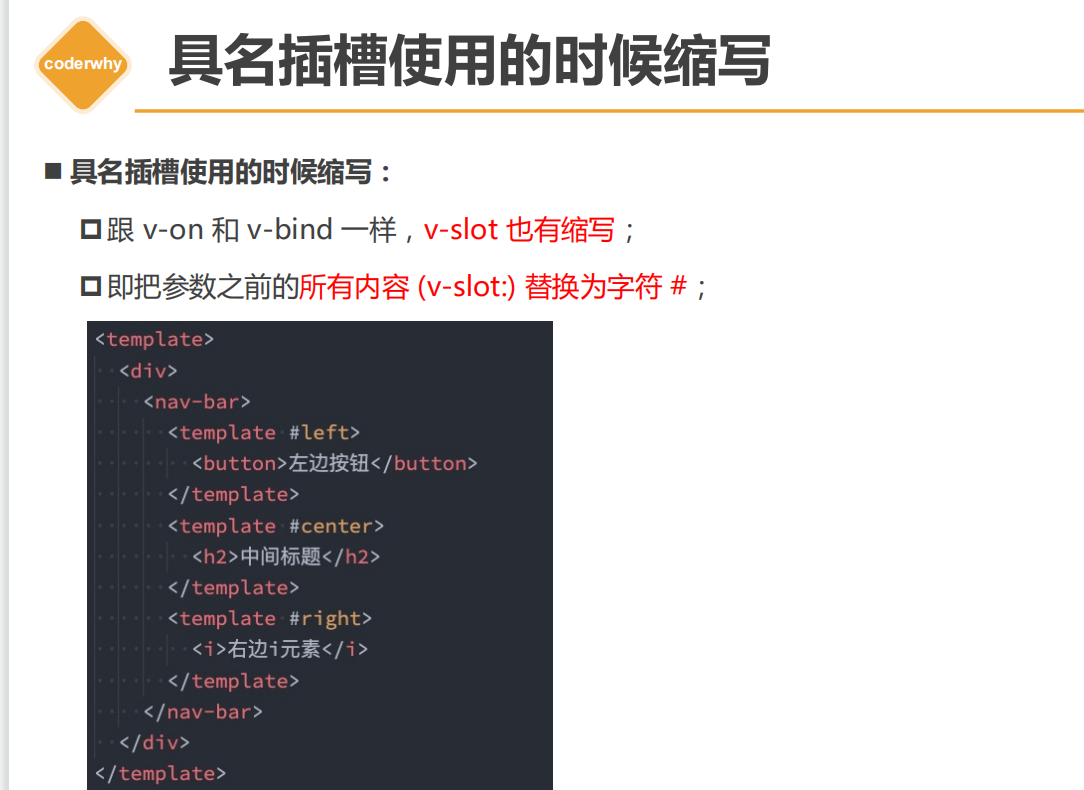 coderwhy
具名插槽使用的时候缩写
具名插槽使用的时候缩写：
跟 v-on 和 v-bind 一样，v-slot 也有缩写；
即把参数之前的所有内容 (v-slot:) 替换为字符 #；
<template>
<div>
<nav-bar>
<template #left>
<button>左边按钮</button>
</template>
<template #center>
<h2>中间标题</h2>
</template>
<template #right>
<i>右边i元素</i>
</template>
</nav-bar>
</div>
</template>